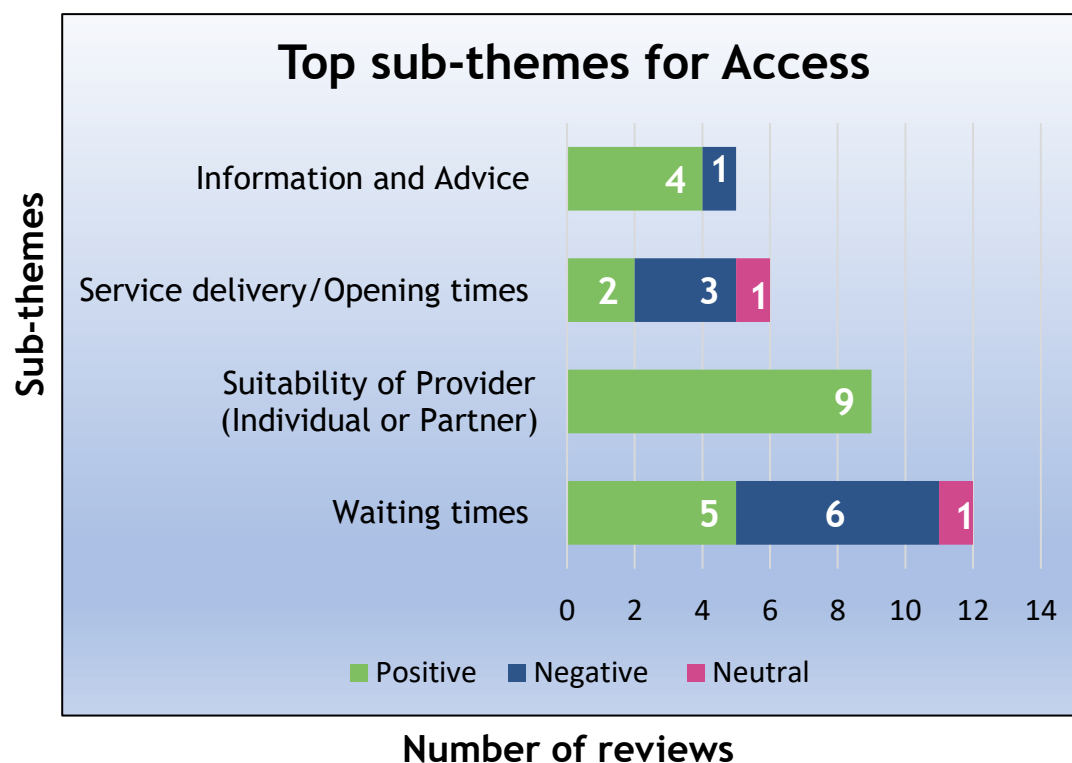 Top sub-themes for Access
Sub-themes
Information and Advice
4 1
Service delivery/Opening times
2 3 1
Suitability of Provider
(Individual or Partner)
9
Waiting times
5 6 1
0 2 4 6 8 10 12 14
Positive Negative Neutral
Number of reviews